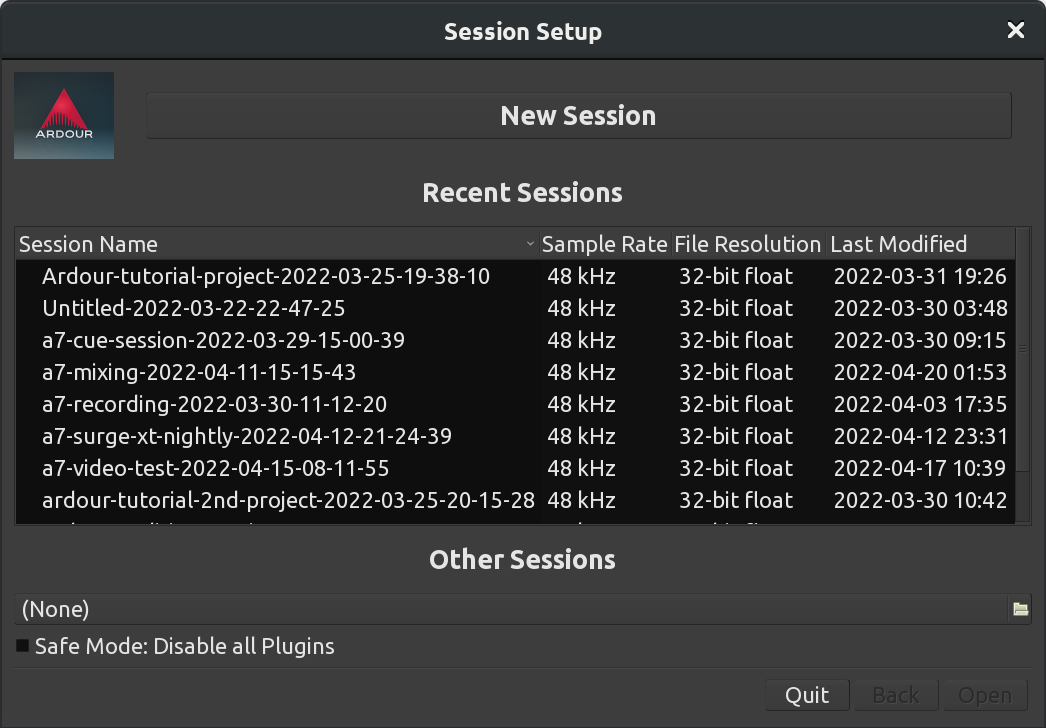 Session Setup
ARDOUR
New Session
Recent Sessions
Session Name Sample Rate File Resolution Last Modified
Ardour-tutorial-project-2022-03-25-19-38-10 48 kHz 32-bit float 2022-03-31 19:26
Untitled-2022-03-22-22-47-25 48 kHz 32-bit float 2022-03-30 03:48
a7-cue-session-2022-03-29-15-00-39 48 kHz 32-bit float 2022-03-30 09:15
a7-mixing-2022-04-11-15-15-43 48 kHz 32-bit float 2022-04-20 01:53
a7-recording-2022-03-30-11-12-20 48 kHz 32-bit float 2022-04-03 17:35
a7-surge-xt-nightly-2022-04-12-21-24-39 48 kHz 32-bit float 2022-04-12 23:31
a7-video-test-2022-04-15-08-11-55 48 kHz 32-bit float 2022-04-17 10:39
ardour-tutorial-2nd-project-2022-03-25-20-15-28 48 kHz 32-bit float 2022-03-30 10:42
Other Sessions
(None)
Safe Mode: Disable all Plugins
Quit Back Open